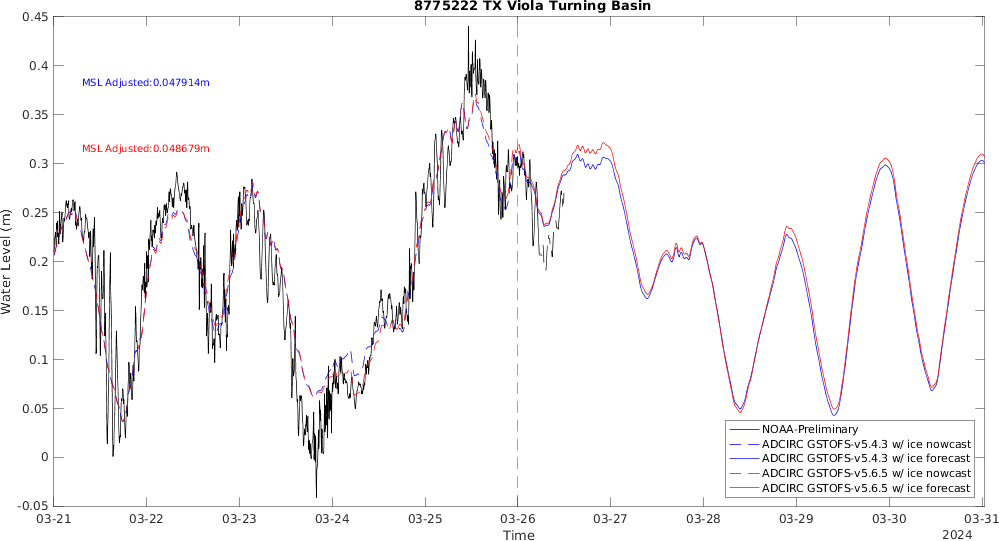 8775222 TX Viola Turning Basin
0.45
0.4
0.35
0.3
0.25
0.2
0.15
0.1
0.05
0
-0.05
Water Level (m)
MSL Adjusted:0.047914m
MSL Adjusted:0.048679m
NOAA-Preliminary
ADCIRC GSTOFS-v5.4.3 w/ ice nowcast
ADCIRC GSTOFS-v5.4.3 w/ ice forecast
ADCIRC GSTOFS-v5.6.5 w/ ice nowcast
ADCIRC GSTOFS-v5.6.5 w/ ice forecast
03-21 03-22 03-23 03-24 03-25 03-26 03-27 03-28 03-29 03-30 03-31
Time
2024